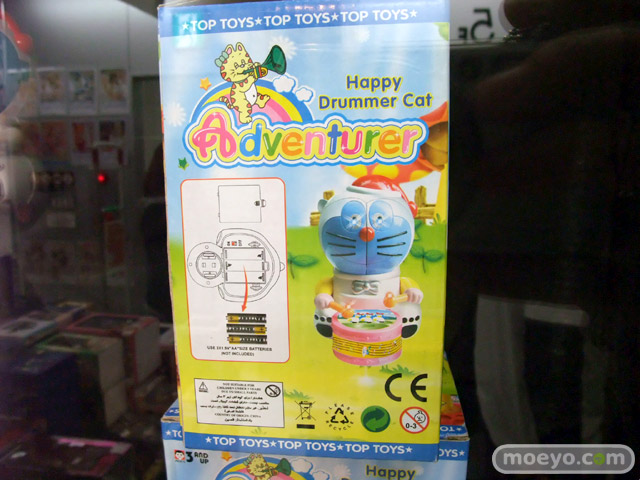 ★TOP TOYS★TOP TOYS★TOP TOYS★
Happy
Drummer Cat
Adventurer
USE 3X1.5V"AA"SIZE BATTERIES
(NOT INCLUDED)
CE
0-3
★TOP TOYS★TOP TOYS★TOP TOYS★
3 AND UP
Happy
moeyo.com